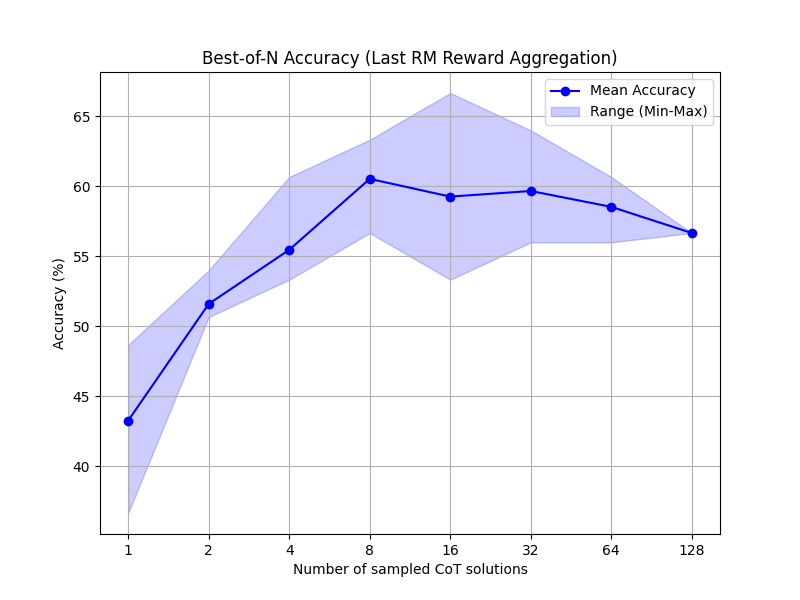 Best-of-N Accuracy (Last RM Reward Aggregation)
Mean Accuracy
Range (Min-Max)
Accuracy (%)
65
60
55
50
45
40
1 2 4 8 16 32 64 128
Number of sampled CoT solutions